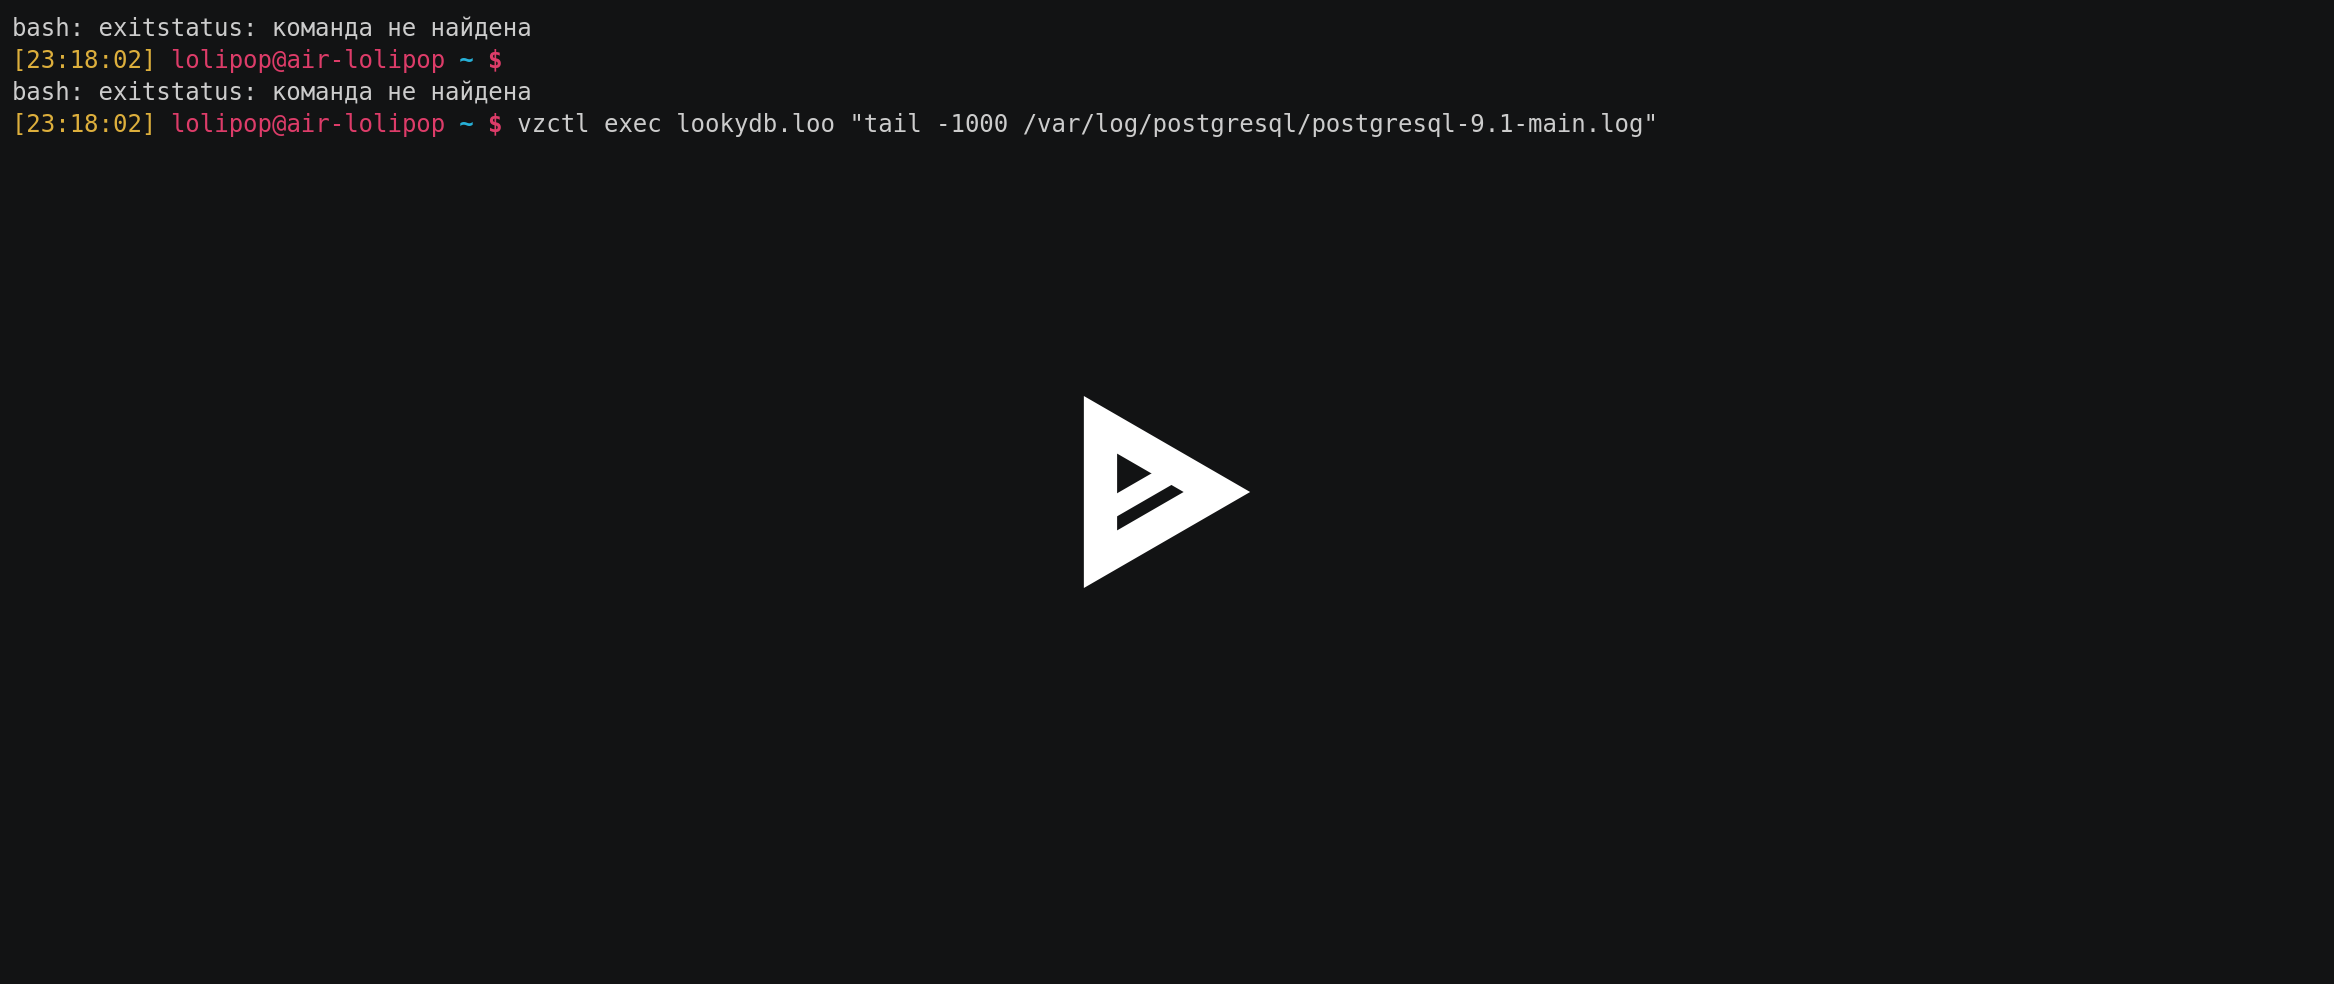 bash: exitstatus: команда не найдена
[23:18:02] lolipop@air-lolipop ~ $
bash: exitstatus: команда не найдена
[23:18:02] lolipop@air-lolipop ~ $ vzctl exec lookydb.loo "tail -1000 /var/log/postgresql/postgresql-9.1-main.log"